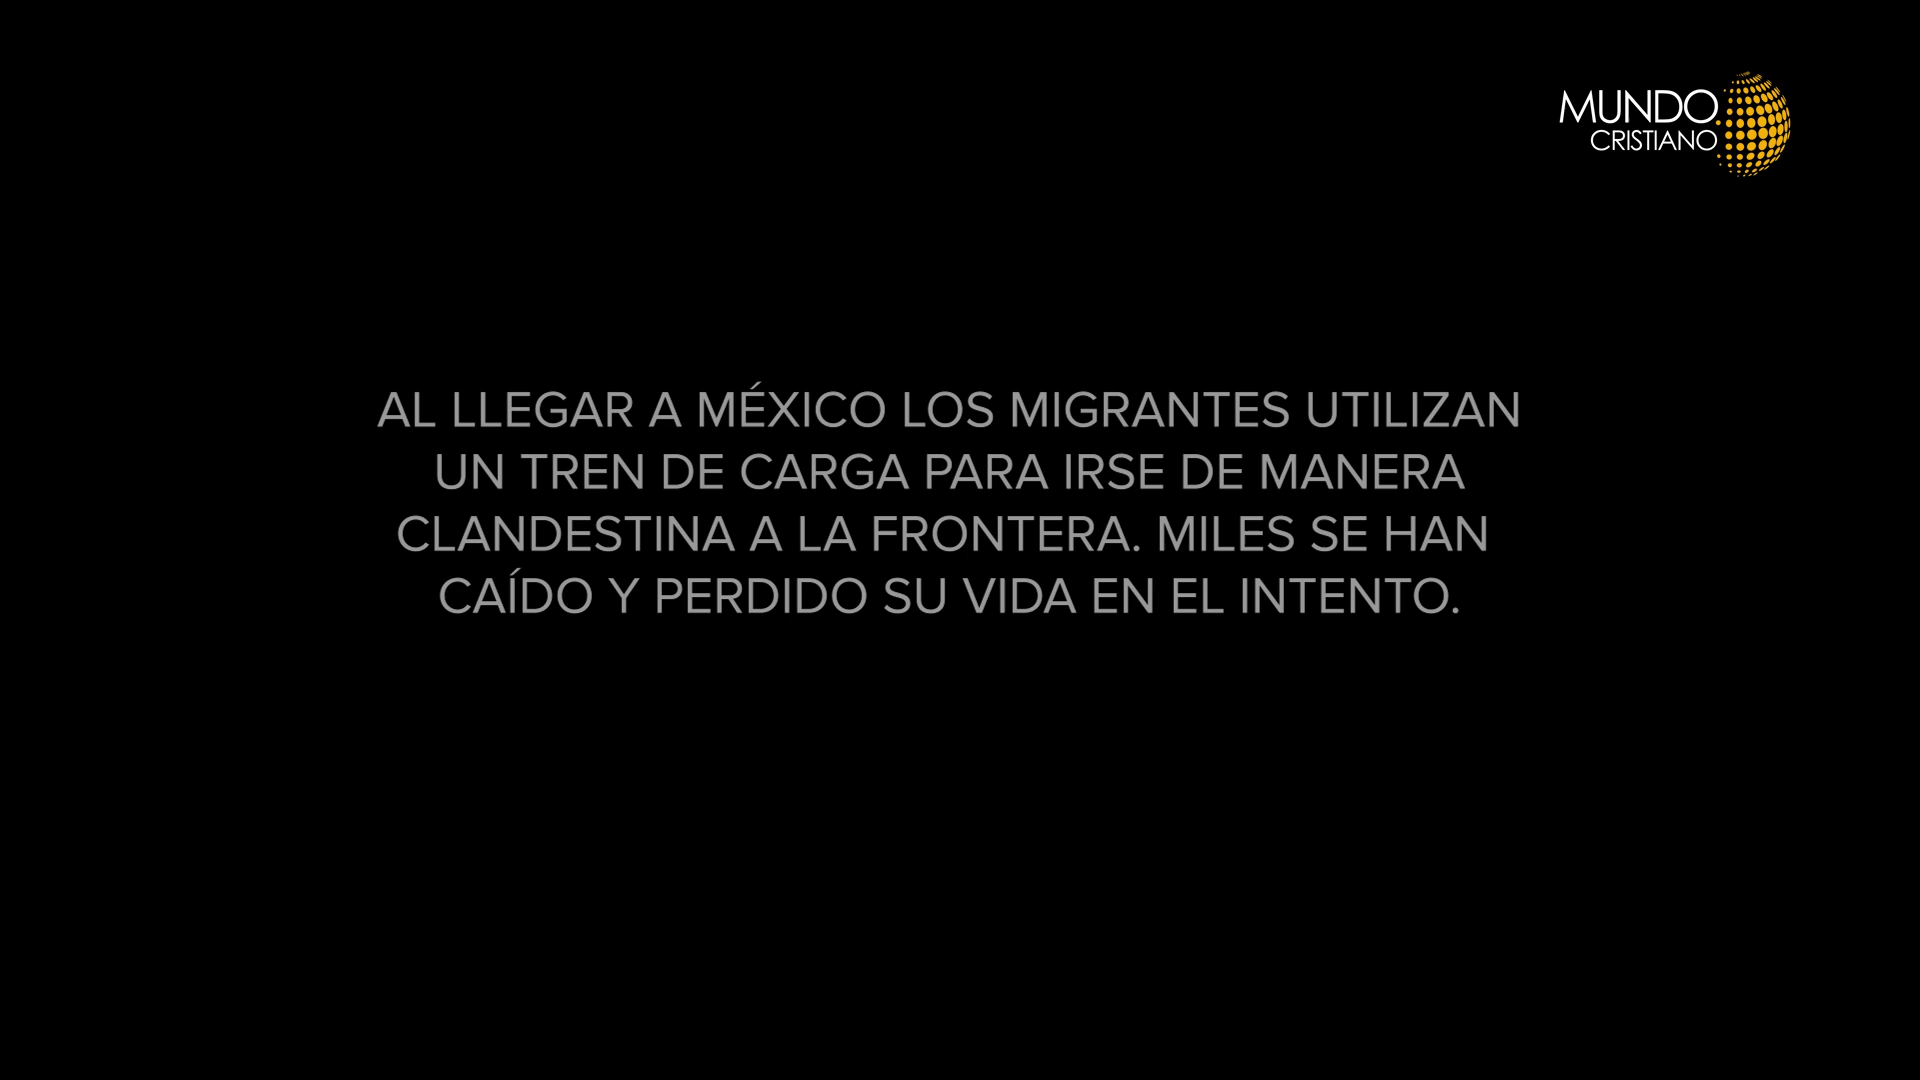 MUNDO
CRISTIANO
AL LLEGAR A MÉXICO LOS MIGRANTES UTILIZAN
UN TREN DE CARGA PARA IRSE DE MANERA
CLANDESTINA A LA FRONTERA. MILES SE HAN
CAÍDO Y PERDIDO SU VIDA EN EL INTENTO.